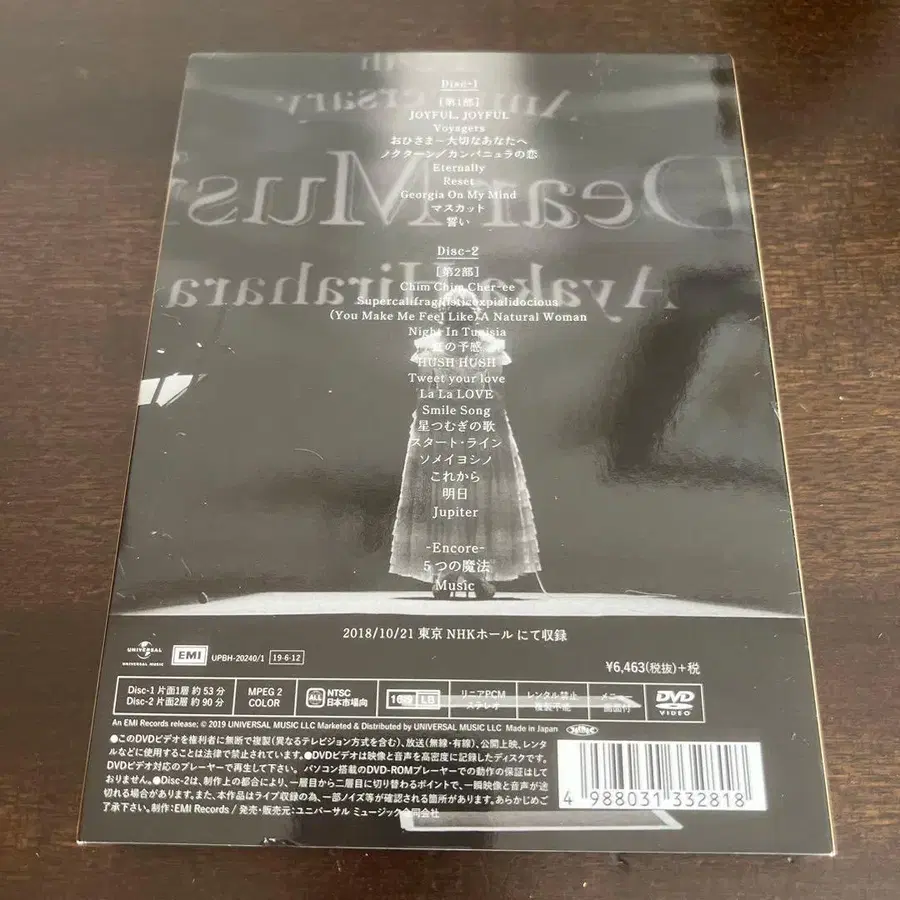 15th
Anniversary
Dear Mus
Ayaka Hirahara
Disc-1
[第1部]
JOYFUL, JOYFUL
Voyagers
おひさま~大切なあなたへ
ノクターン/カンパニュラの恋
Eternally
Reset
Georgia On My Mind
マスカット
誓い
Disc-2
[第2部]
Chim Chim Cher-ee
Supercalifragilisticexpialidocious
(You Make Me Feel Like) A Natural Woman
Night In Tunisia
の予感
HUSH HUSH
Tweet your love
La La LOVE
Smile Song
星つむぎの歌
スタート・ライン
ソメイヨシノ
これから
明日
Jupiter
-Encore-
5つの魔法
Music
2018/10/21 東京 NHKホール にて収録
UNIVERSAL
UNIVERSAL MUSIC
EMI
UPBH-20240/1
19-6-12
¥6,463(税抜)+税
Disc-1 片面1層 約53分
Disc-2 片面2層 約90分
MPEG 2
COLOR
ALL
NTSC
日本市場向
16:9 LB
リニアPCM
ステレオ
レンタル禁止
複製不能
メニュー
画面付
DVD
VIDEO
An EMI Records release; © 2019 UNIVERSAL MUSIC LLC Marketed & Distributed by UNIVERSAL MUSIC LLC Made in Japan
●このDVDビデオを権利者に無断で複製(異なるテレビジョン方式を含む)、放送(無線・有線)、公開上映、レンタ
ルなどに使用することは法律で禁止されています。●DVDビデオは映像と音声を高密度に記録したディスクです。
DVDビデオ対応のプレーヤーで再生して下さい。 パソコン搭載のDVD-ROMプレーヤーでの動作の保証はして
おりません。●Disc-2は、制作上の都合により、一層目から二層目に切り替わるポイントで、一瞬映像と音声が途
切れる場合があります。また、本作品はライブ収録の為、一部ノイズ等が確認される箇所があります。あらかじめご
了承下さい。制作:EMI Records / 発売・販売元:ユニバーサル ミュージック合同会社
4 988031 332818